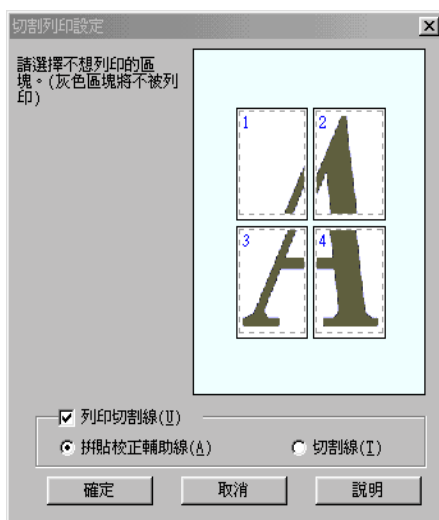 切割列印設定
請選擇不想列印的區
塊。(灰色區塊將不被列
印)
1
2
3
4
列印切割線(U)
拼貼校正輔助線(A)
切割線(T)
確定
取消
說明